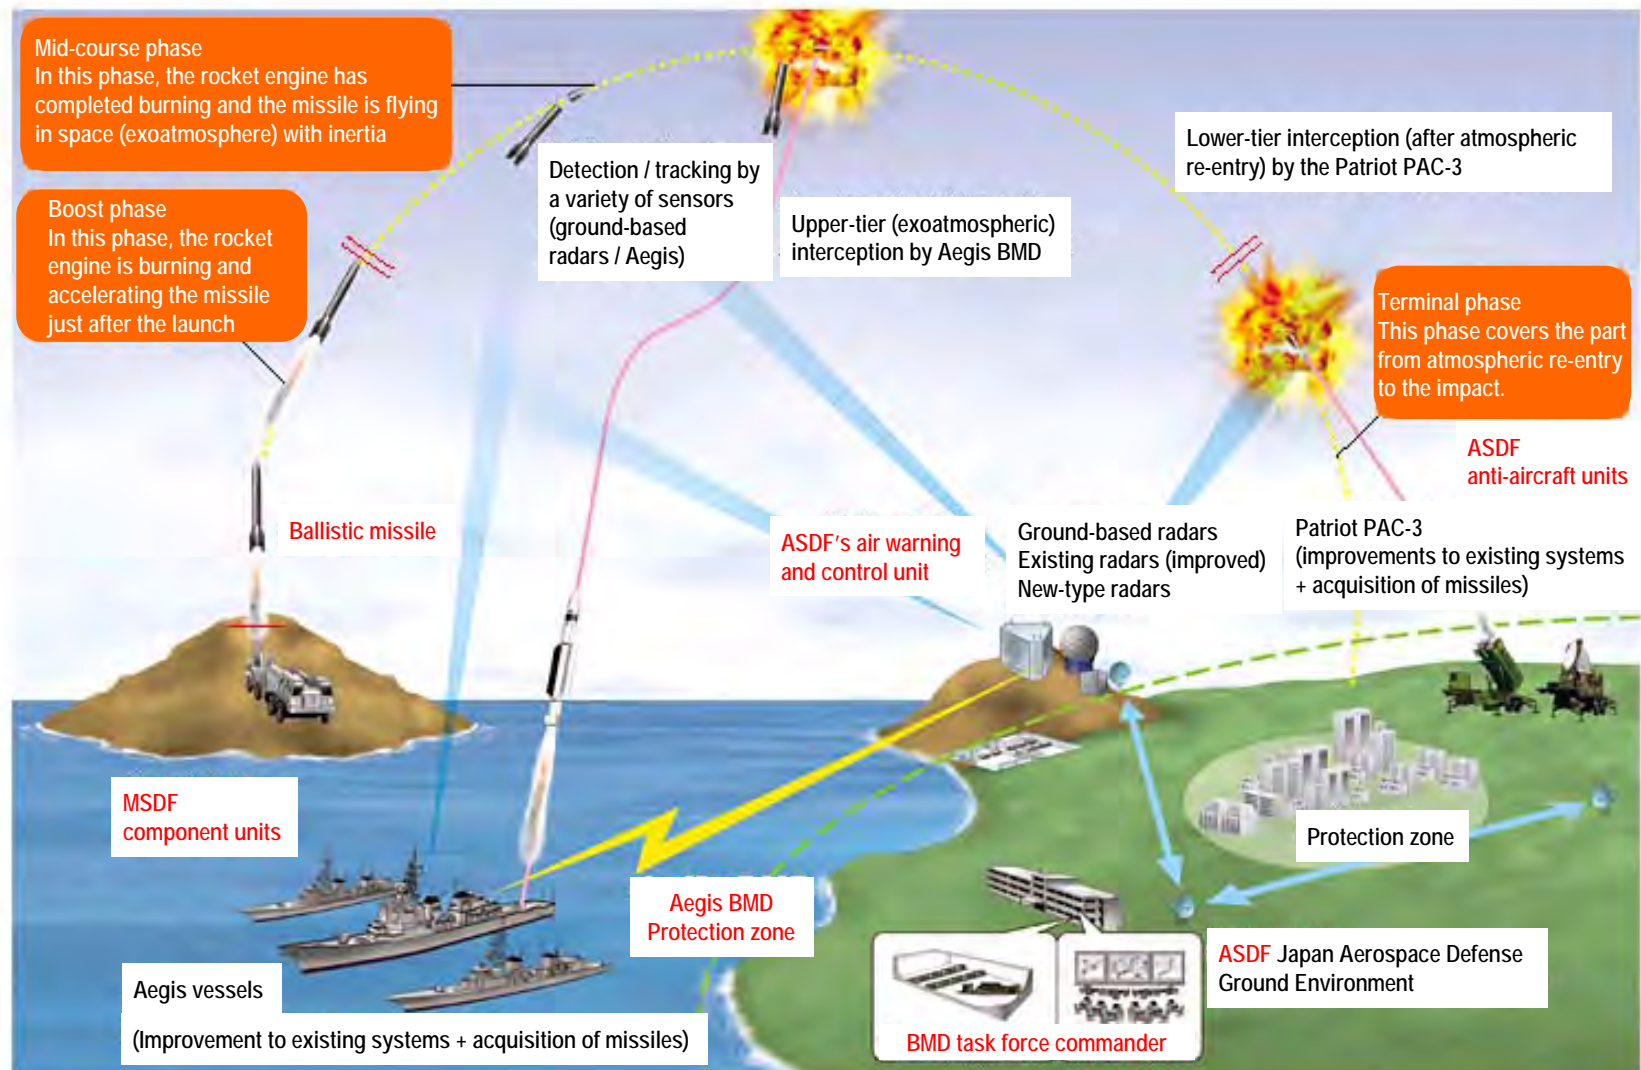 Mid-course phase
In this phase, the rocket engine has
completed burning and the missile is flying
in space (exoatmosphere) with inertia
Boost phase
In this phase, the rocket
engine is burning and
accelerating the missile
just after the launch
Detection / tracking by
a variety of sensors
(ground-based
radars / Aegis)
Upper-tier (exoatmospheric)
interception by Aegis BMD
Lower-tier interception (after atmospheric
re-entry) by the Patriot PAC-3
Terminal phase
This phase covers the part
from atmospheric re-entry
to the impact.
ASDF
anti-aircraft units
Ballistic missile
ASDF's air warning
and control unit
Ground-based radars
Existing radars (improved)
New-type radars
Patriot PAC-3
(improvements to existing systems
+ acquisition of missiles)
MSDF
component units
Protection zone
Aegis BMD
Protection zone
ASDF Japan Aerospace Defense
Ground Environment
Aegis vessels
(Improvement to existing systems + acquisition of missiles)
BMD task force commander